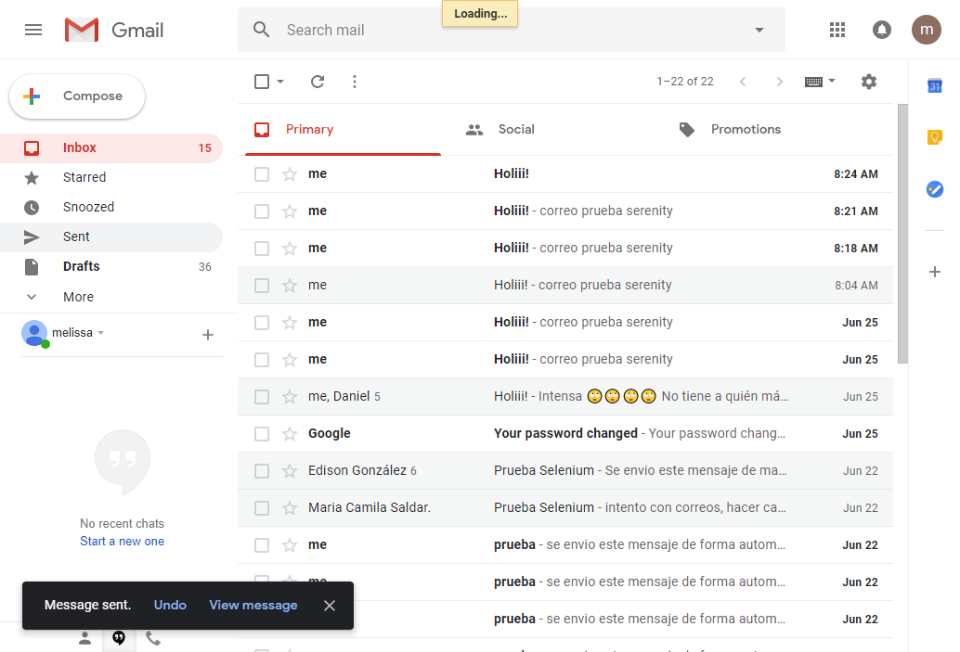 Loading...
Gmail
Search mail
m
Compose
1–22 of 22
31
Primary
Social
Promotions
Inbox 15
Starred
Snoozed
Sent
Drafts 36
More
melissa
me Holiii! 8:24 AM
me Holiii! - correo prueba serenity 8:21 AM
me Holiii! - correo prueba serenity 8:18 AM
me Holiii! - correo prueba serenity 8:04 AM
me Holiii! - correo prueba serenity Jun 25
me Holiii! - correo prueba serenity Jun 25
me, Daniel 5 Holiii! - Intensa 🙄🙄🙄🙄 No tiene a quién má... Jun 25
Google Your password changed - Your password chang... Jun 25
Edison González 6 Prueba Selenium - Se envio este mensaje de ma... Jun 22
Maria Camila Saldar. Prueba Selenium - intento con correos, hacer ca... Jun 22
me prueba - se envio este mensaje de forma autom... Jun 22
me prueba - se envio este mensaje de forma autom... Jun 22
prueba - se envio este mensaje de forma autom... Jun 22
No recent chats
Start a new one
Message sent. Undo View message